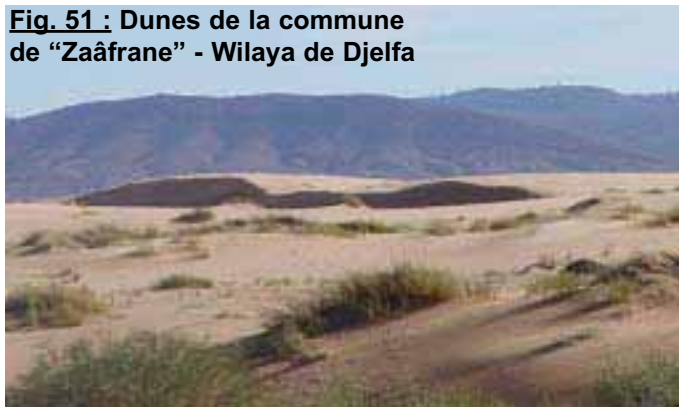 Fig. 51 : Dunes de la commune
de “Zaâfrane” - Wilaya de Djelfa